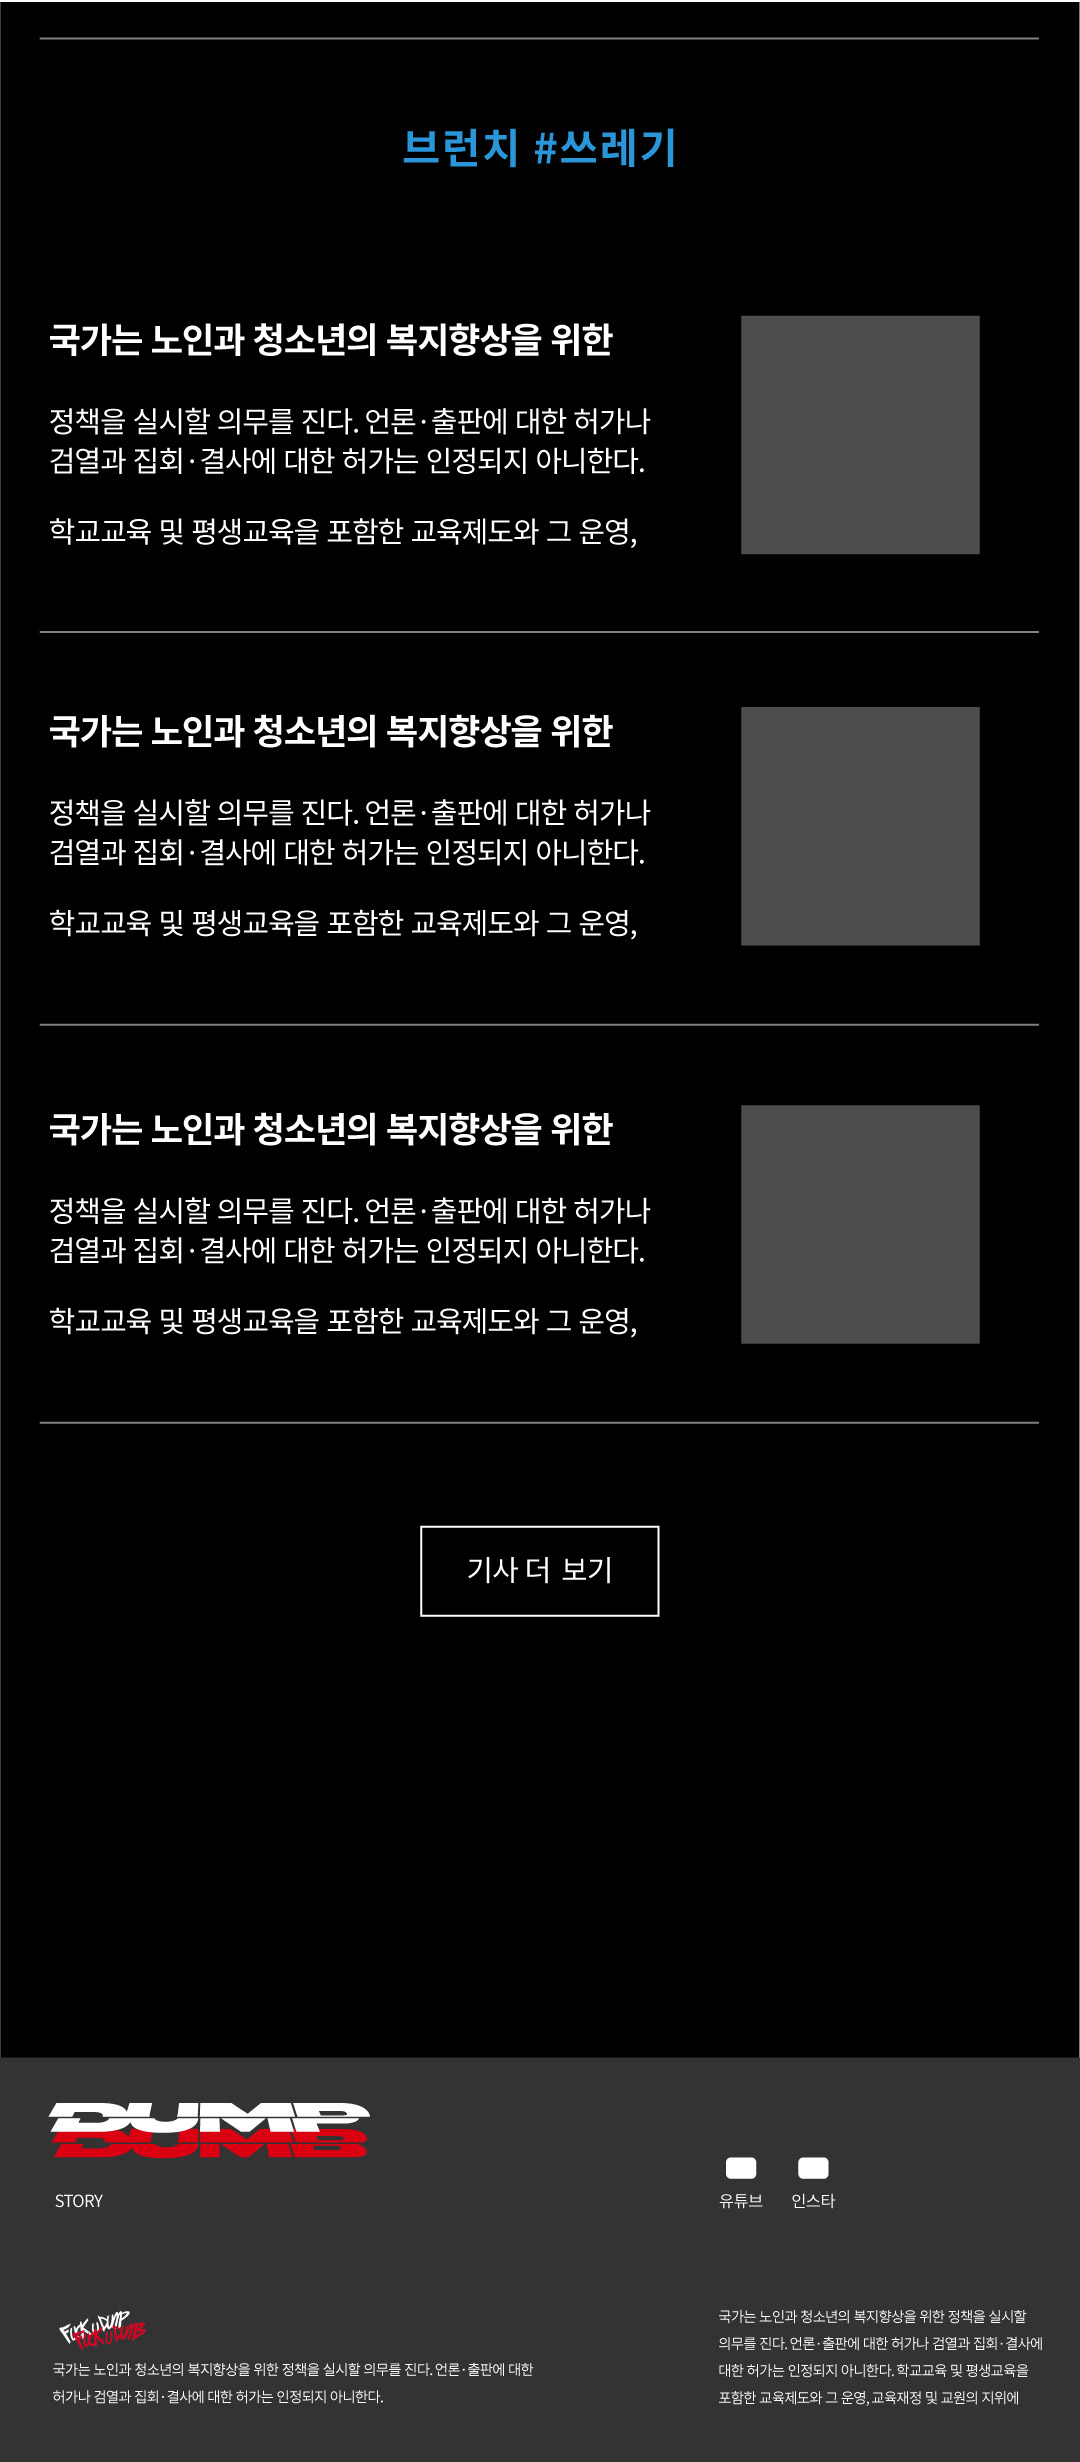 브런치 #쓰레기
국가는 노인과 청소년의 복지향상을 위한
정책을 실시할 의무를 진다. 언론·출판에 대한 허가나
검열과 집회·결사에 대한 허가는 인정되지 아니한다.
학교교육 및 평생교육을 포함한 교육제도와 그 운영,
국가는 노인과 청소년의 복지향상을 위한
정책을 실시할 의무를 진다. 언론·출판에 대한 허가나
검열과 집회·결사에 대한 허가는 인정되지 아니한다.
학교교육 및 평생교육을 포함한 교육제도와 그 운영,
국가는 노인과 청소년의 복지향상을 위한
정책을 실시할 의무를 진다. 언론·출판에 대한 허가나
검열과 집회·결사에 대한 허가는 인정되지 아니한다.
학교교육 및 평생교육을 포함한 교육제도와 그 운영,
기사 더 보기
DUMP
DUMB
STORY
유튜브 인스타
FUCK U DUMP
FUCK U DUMB
국가는 노인과 청소년의 복지향상을 위한 정책을 실시할 의무를 진다. 언론·출판에 대한
허가나 검열과 집회·결사에 대한 허가는 인정되지 아니한다.
국가는 노인과 청소년의 복지향상을 위한 정책을 실시할
의무를 진다. 언론·출판에 대한 허가나 검열과 집회·결사에
대한 허가는 인정되지 아니한다. 학교교육 및 평생교육을
포함한 교육제도와 그 운영, 교육재정 및 교원의 지위에